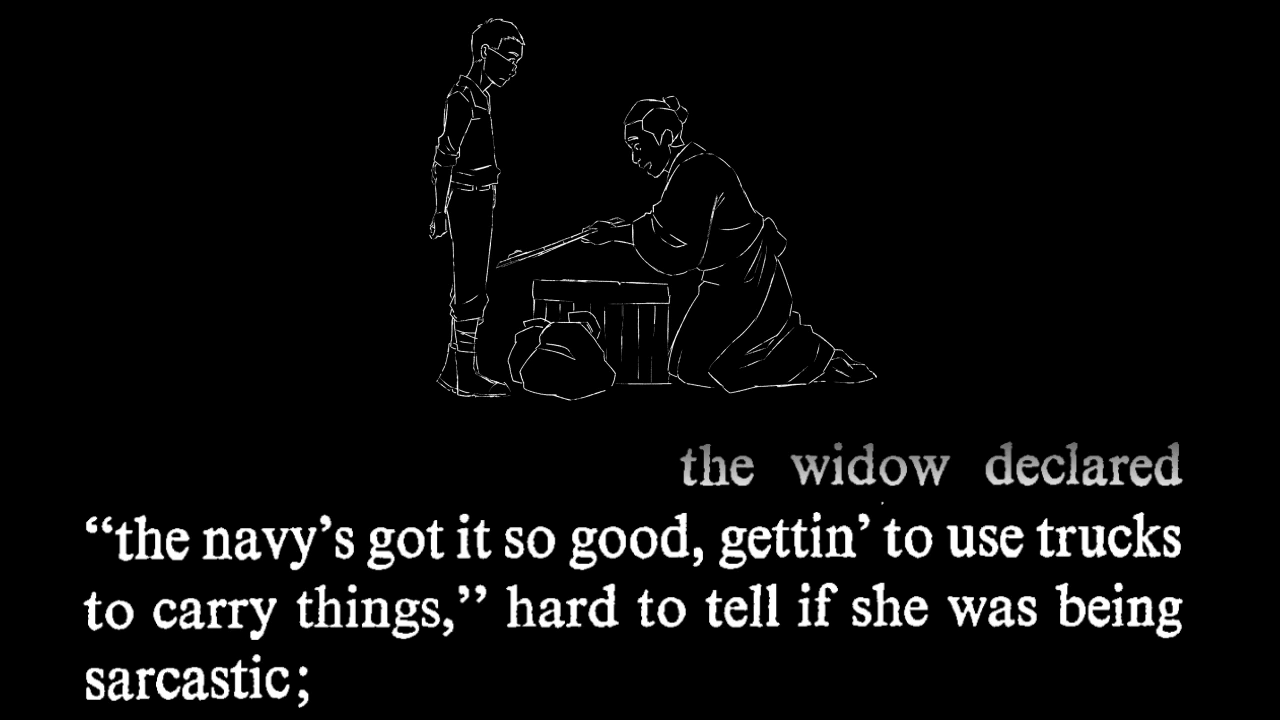 the widow declared
“the navy’s got it so good, gettin’ to use trucks
to carry things,” hard to tell if she was being
sarcastic;